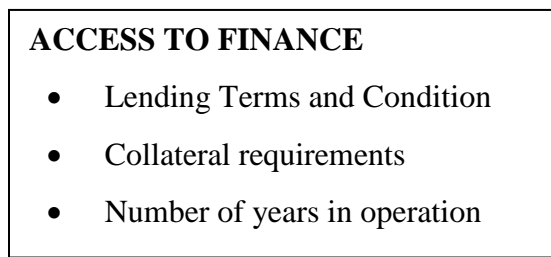 ACCESS TO FINANCE
• Lending Terms and Condition
• Collateral requirements
• Number of years in operation